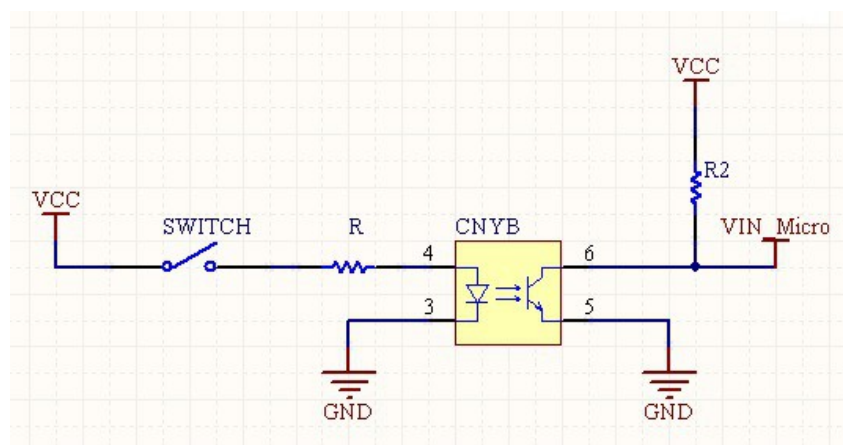 VCC
R2
VCC
SWITCH
R
CNYB
VIN_Micro
4
6
3
5
GND
GND